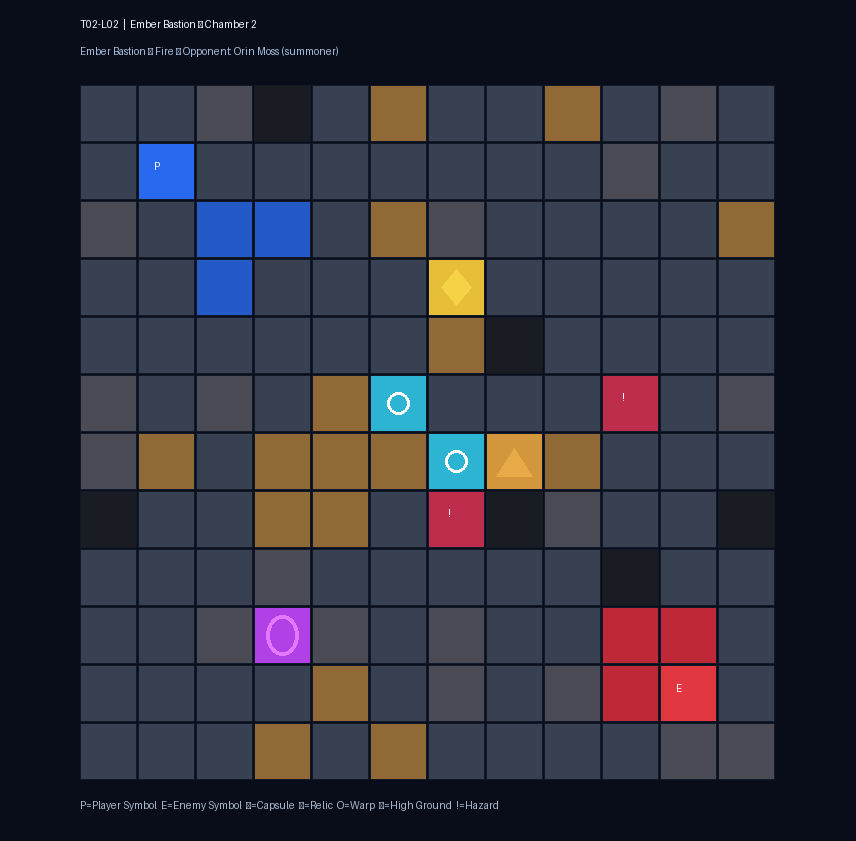 T02-L02 | Ember Bastion � Chamber 2
Ember Bastion � Fire � Opponent: Orin Moss (summoner)
P
!
!
E
P=Player Symbol E=Enemy Symbol �=Capsule �=Relic O=Warp �=High Ground !=Hazard